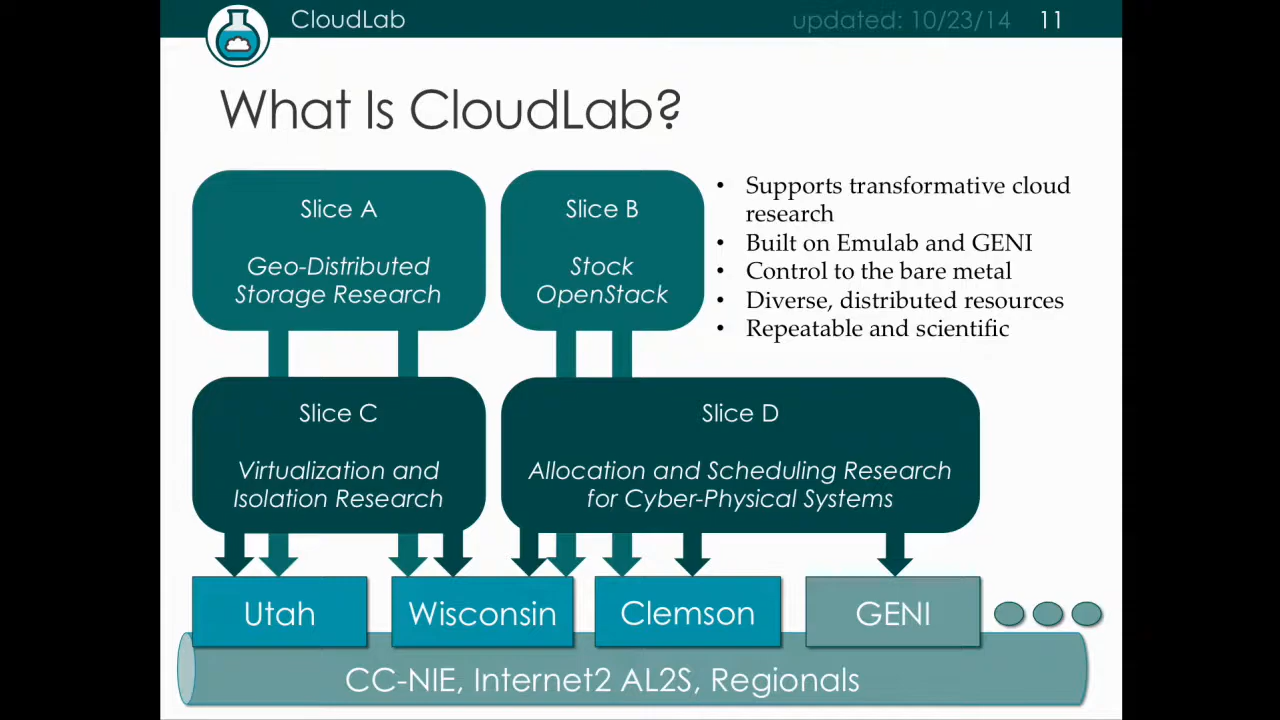 CloudLab
updated: 10/23/14
11
What Is CloudLab?
Slice A
Geo-Distributed
Storage Research
Slice B
Stock
OpenStack
• Supports transformative cloud
research
• Built on Emulab and GENI
• Control to the bare metal
• Diverse, distributed resources
• Repeatable and scientific
Slice C
Virtualization and
Isolation Research
Slice D
Allocation and Scheduling Research
for Cyber-Physical Systems
Utah
Wisconsin
Clemson
GENI
CC-NIE, Internet2 AL2S, Regionals